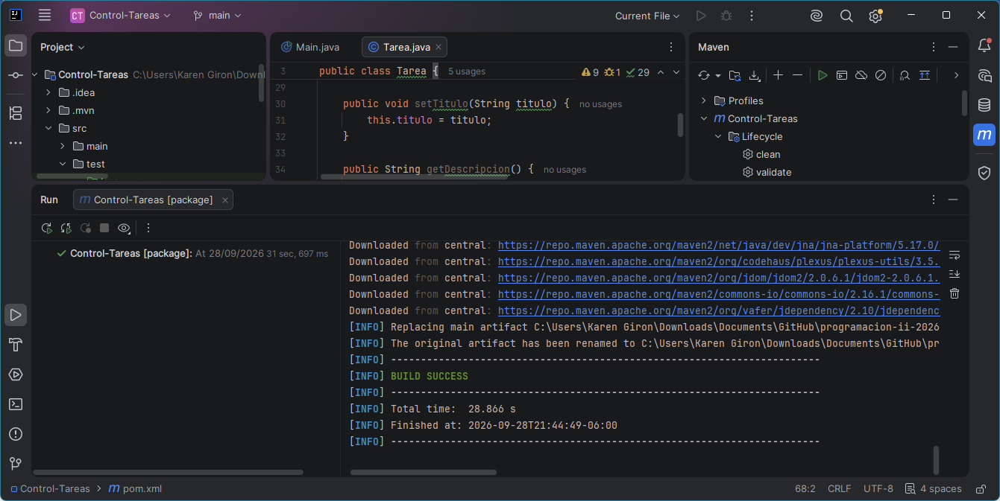 CT Control-Tareas main Current File
Project
Control-Tareas C:\Users\Karen Giron\Downl
.idea
.mvn
src
main
test
Main.java Tarea.java
3 public class Tarea { 5 usages 9 1 29
29
30 public void setTitulo(String titulo) { no usages
31 this.titulo = titulo;
32 }
33
34 public String getDescripcion() { no usages
Maven
Profiles
m Control-Tareas
Lifecycle
clean
validate
Run m Control-Tareas [package]
Control-Tareas [package]: At 28/09/2026 31 sec, 697 ms
Downloaded from central: https://repo.maven.apache.org/maven2/net/java/dev/jna/jna-platform/5.17.0/
Downloaded from central: https://repo.maven.apache.org/maven2/org/codehaus/plexus/plexus-utils/3.5.
Downloaded from central: https://repo.maven.apache.org/maven2/org/jdom/jdom2/2.0.6.1/jdom2-2.0.6.1.
Downloaded from central: https://repo.maven.apache.org/maven2/commons-io/commons-io/2.16.1/commons-
Downloaded from central: https://repo.maven.apache.org/maven2/org/vafer/jdependency/2.10/jdependenc
[INFO] Replacing main artifact C:\Users\Karen Giron\Downloads\Documents\GitHub\programacion-ii-2026
[INFO] The original artifact has been renamed to C:\Users\Karen Giron\Downloads\Documents\GitHub\pr
[INFO] ------------------------------------------------------------------------
[INFO] BUILD SUCCESS
[INFO] ------------------------------------------------------------------------
[INFO] Total time:  28.866 s
[INFO] Finished at: 2026-09-28T21:44:49-06:00
[INFO] ------------------------------------------------------------------------
Control-Tareas > m pom.xml 68:2 CRLF UTF-8 4 spaces